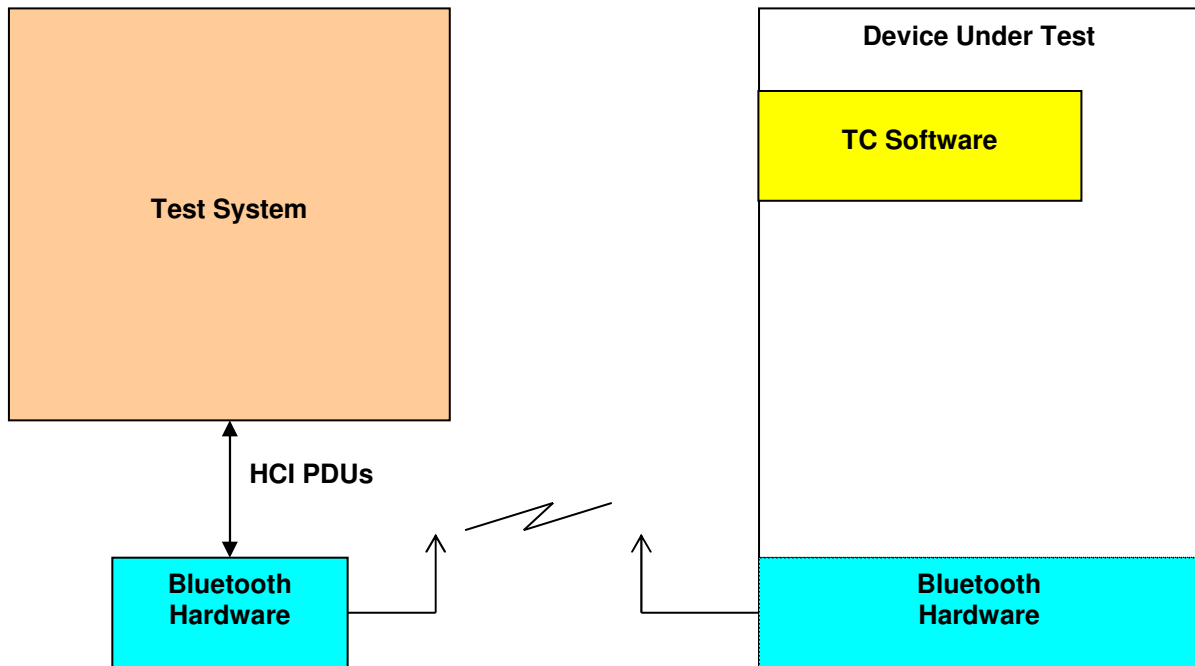 Device Under Test
TC Software
Test System
HCI PDUs
Bluetooth
Hardware
Bluetooth
Hardware